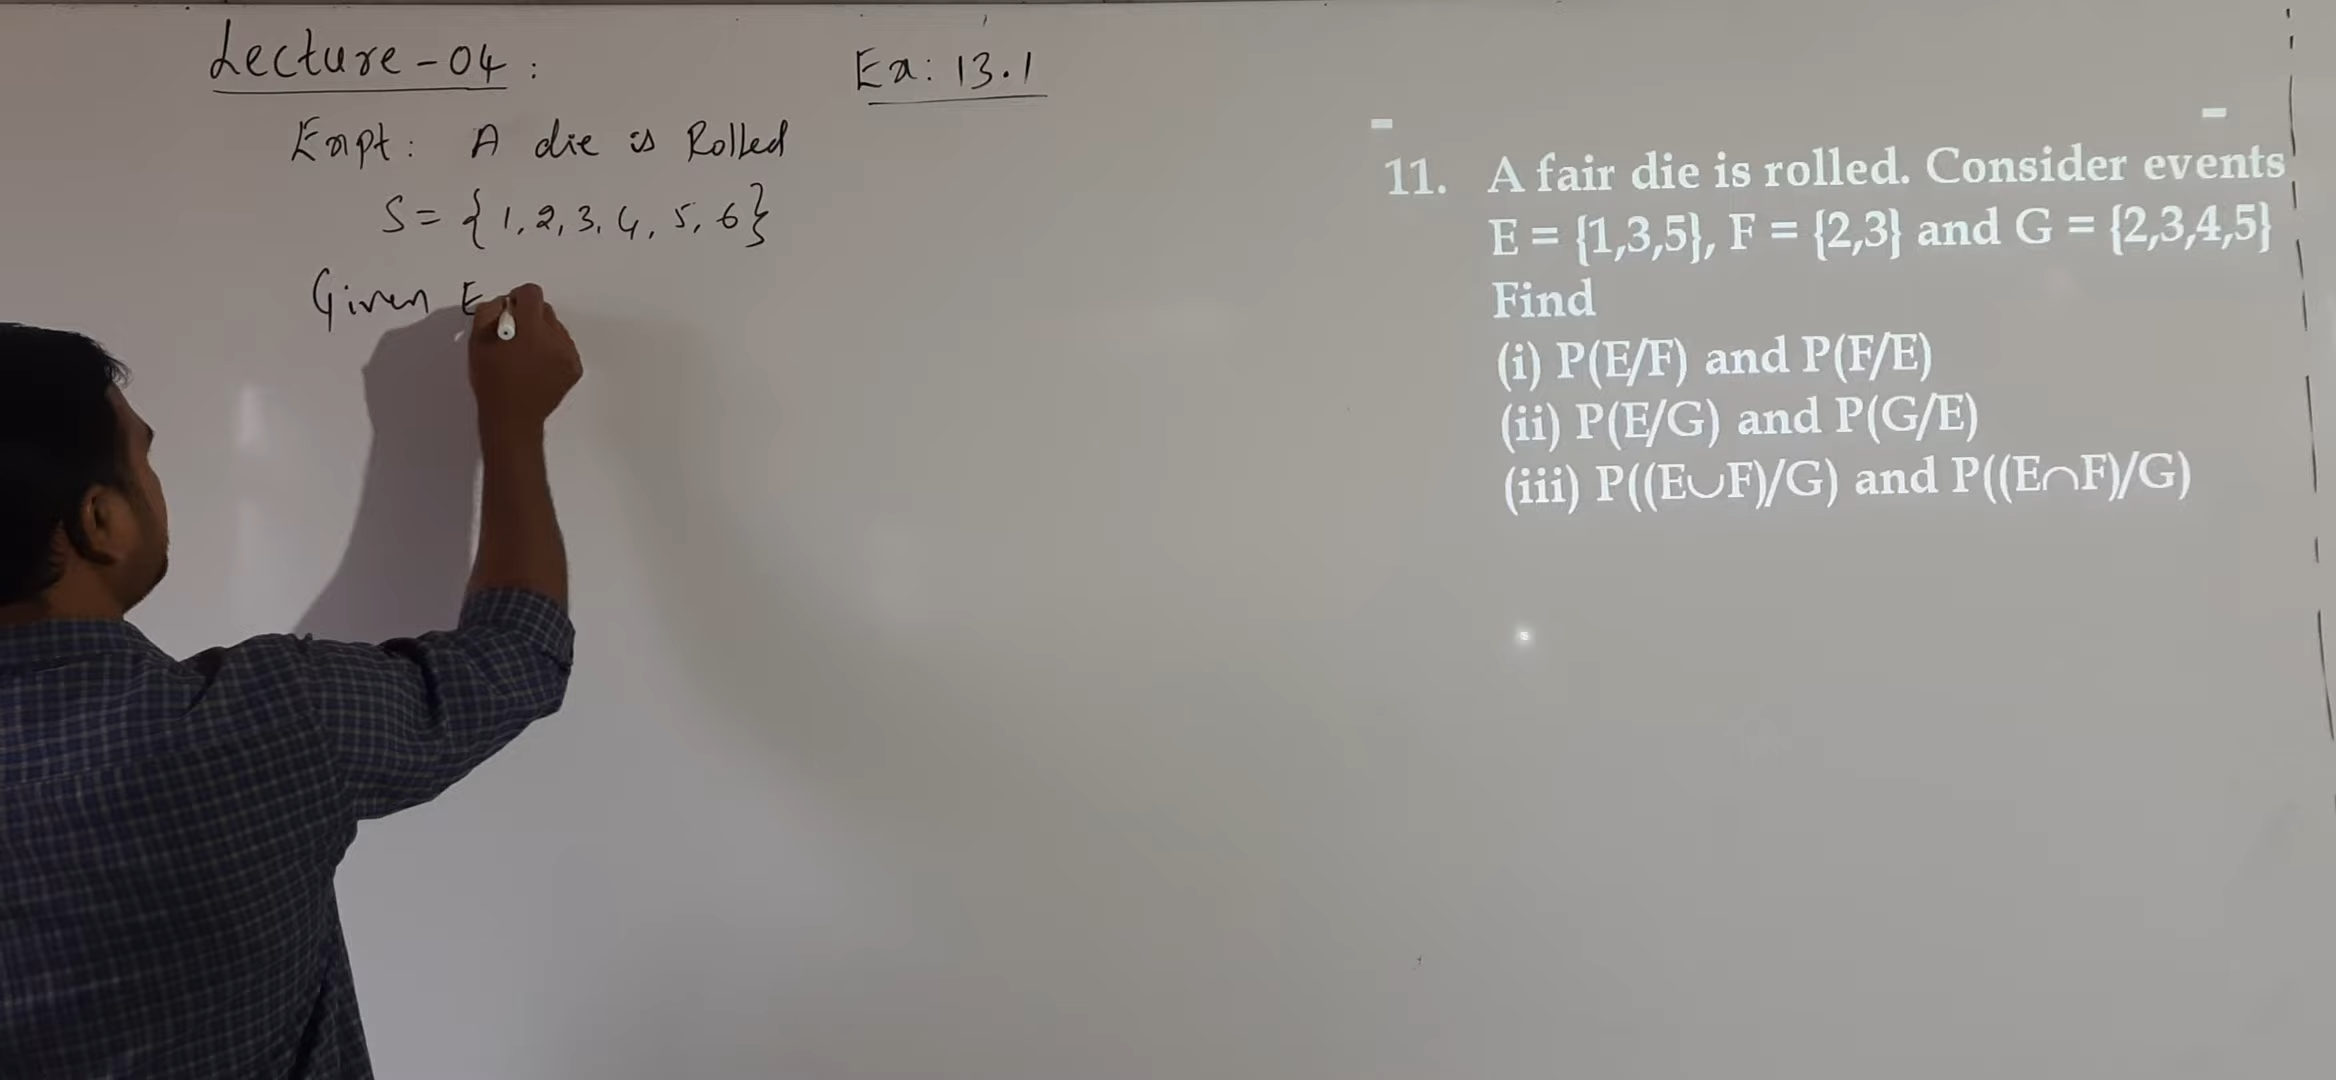 Lecture-04:
Ex: 13.1
Expt: A die is Rolled
S = {1, 2, 3, 4, 5, 6}
Given E
11. A fair die is rolled. Consider events
E = {1,3,5}, F = {2,3} and G = {2,3,4,5}
Find
(i) P(E/F) and P(F/E)
(ii) P(E/G) and P(G/E)
(iii) P((E∪F)/G) and P((E∩F)/G)